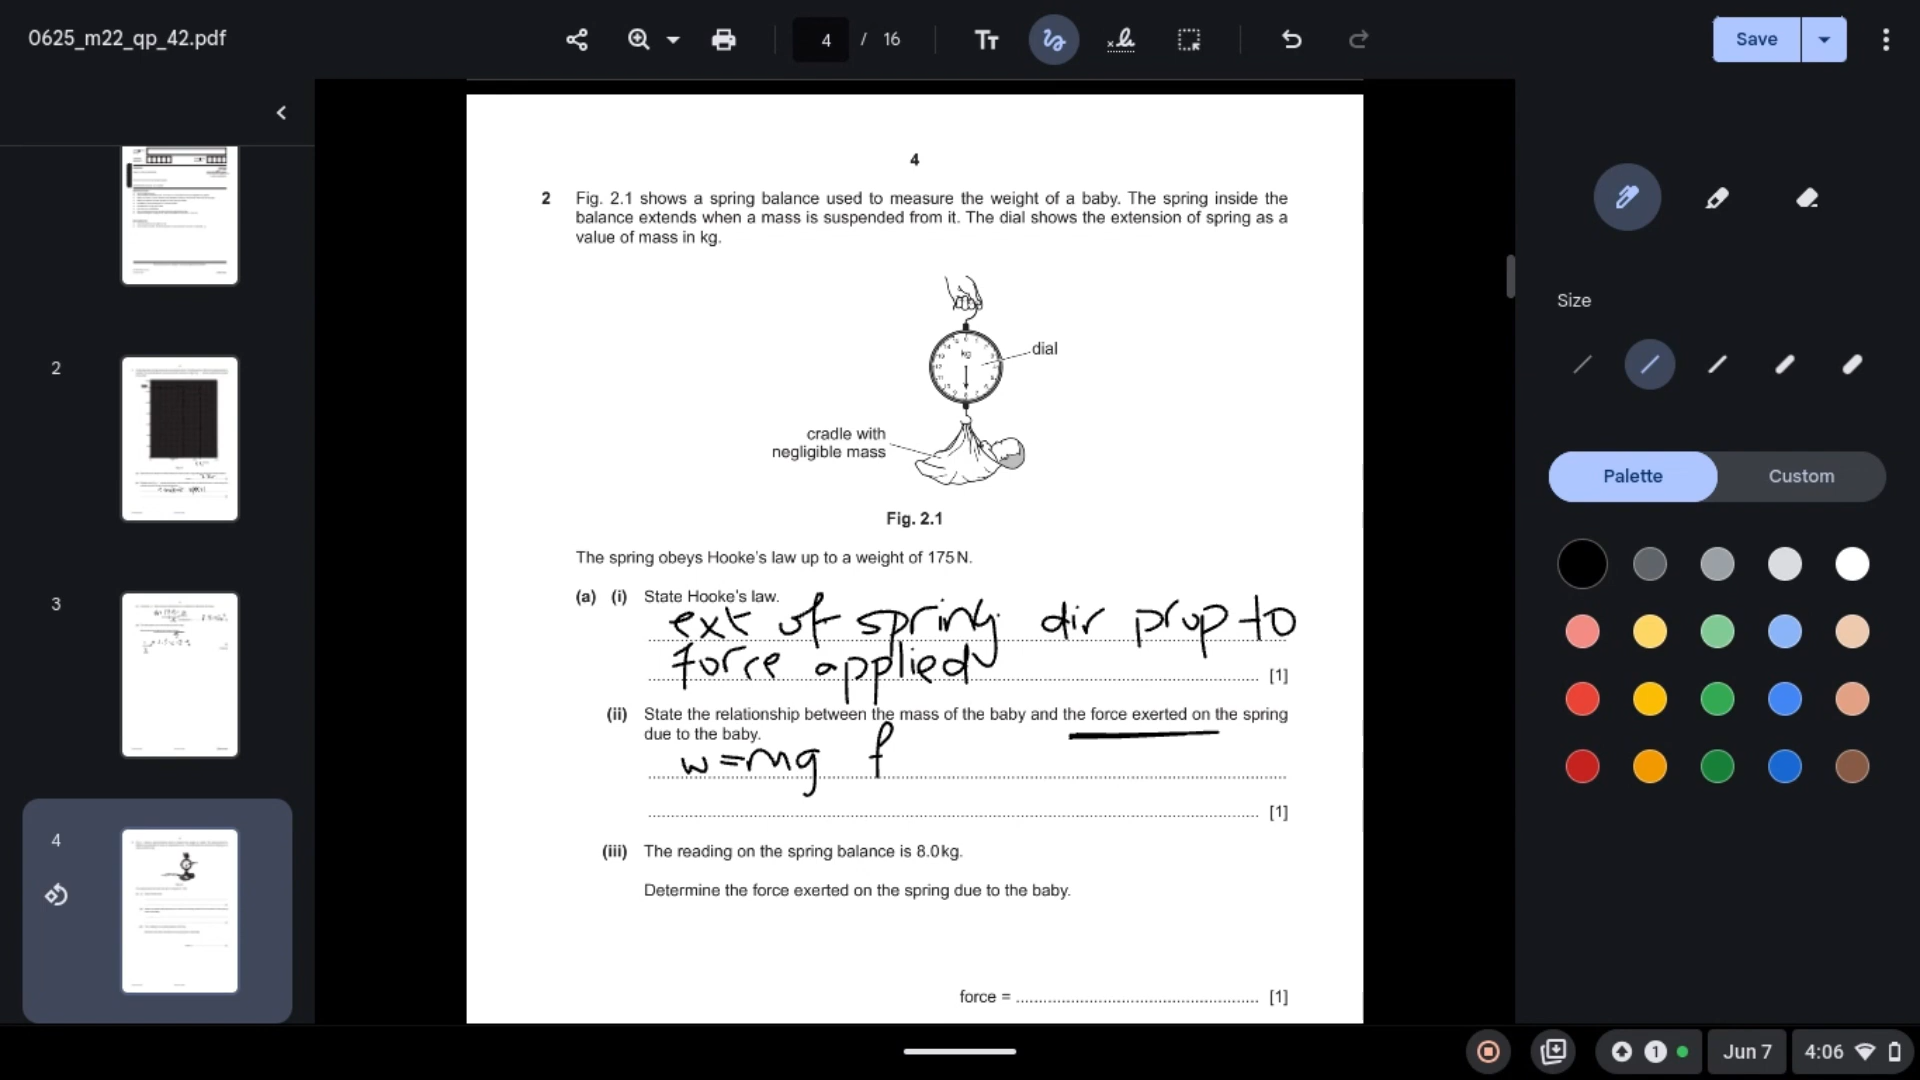 0625_m22_qp_42.pdf
4 / 16
Save
2
3
4
Size
Palette
Custom
4
2 Fig. 2.1 shows a spring balance used to measure the weight of a baby. The spring inside the
balance extends when a mass is suspended from it. The dial shows the extension of spring as a
value of mass in kg.
kg
dial
cradle with
negligible mass
Fig. 2.1
The spring obeys Hooke's law up to a weight of 175 N.
(a) (i) State Hooke's law.
ext of spring dir prop to
force applied
[1]
(ii) State the relationship between the mass of the baby and the force exerted on the spring
due to the baby.
w=mg f
[1]
(iii) The reading on the spring balance is 8.0 kg.
Determine the force exerted on the spring due to the baby.
force = [1]
1
Jun 7
4:06